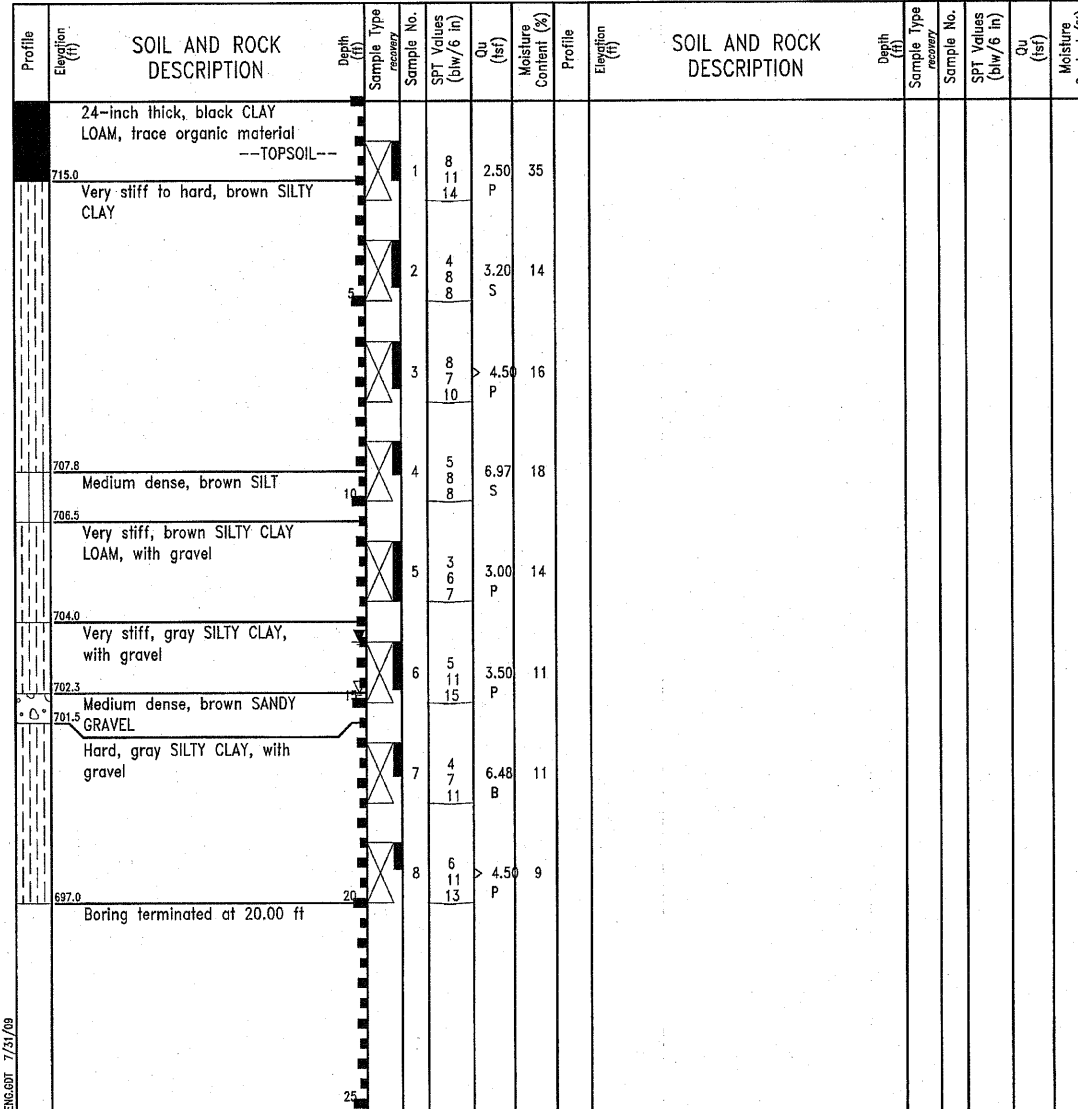 Profile
Elevation (ft)
SOIL AND ROCK
DESCRIPTION
Depth (ft)
Sample Type
recovery
Sample No.
SPT Values
(blw/6 in)
Qu
(tsf)
Moisture
Content (%)
Profile
Elevation (ft)
SOIL AND ROCK
DESCRIPTION
Depth (ft)
Sample Type
recovery
Sample No.
SPT Values
(blw/6 in)
Qu
(tsf)
Moisture
24-inch thick, black CLAY
LOAM, trace organic material
--TOPSOIL--
1 8 11 14 2.50 P 35
715.0
Very stiff to hard, brown SILTY
CLAY
2 4 8 8 3.20 S 14
5
3 8 7 10 > 4.50 P 16
707.8
4 5 8 8 6.97 S 18
Medium dense, brown SILT
10
706.5
Very stiff, brown SILTY CLAY
LOAM, with gravel
5 3 6 7 3.00 P 14
704.0
Very stiff, gray SILTY CLAY,
with gravel
6 5 11 15 3.50 P 11
702.3
15
Medium dense, brown SANDY
GRAVEL
701.5
Hard, gray SILTY CLAY, with
gravel
7 4 7 11 6.48 B 11
8 6 11 13 > 4.50 P 9
697.0
20
Boring terminated at 20.00 ft
25
ENG.GDT 7/31/09